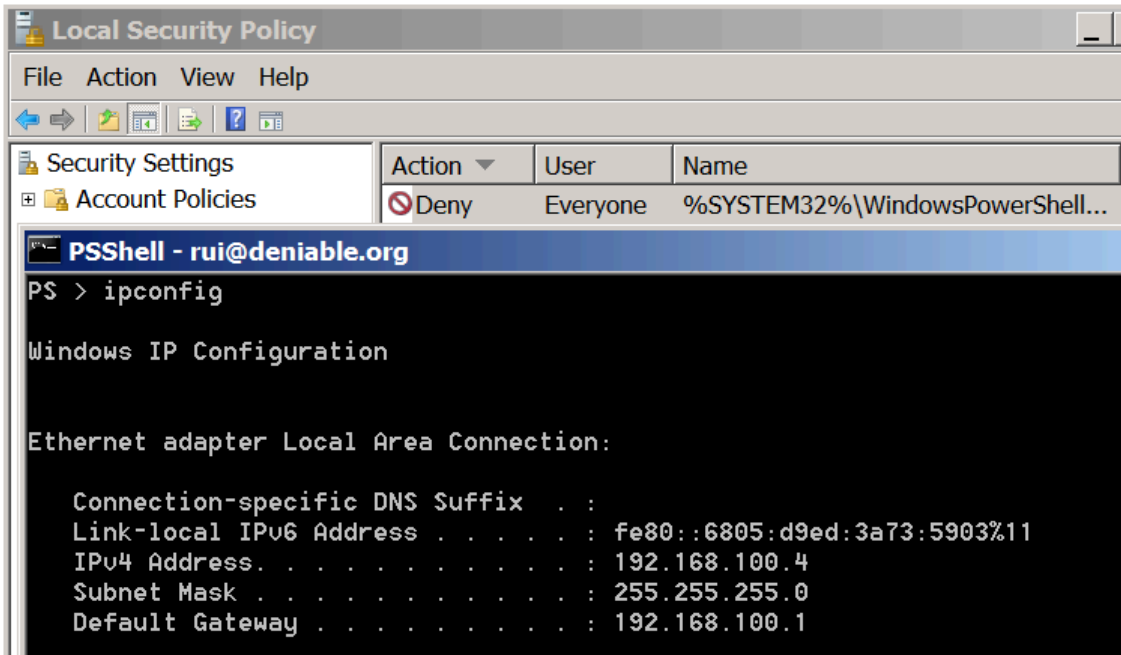 Local Security Policy
File Action View Help
Security Settings
Action User Name
Account Policies
Deny Everyone %SYSTEM32%\WindowsPowerShell...
PSShell - rui@deniable.org
PS > ipconfig
Windows IP Configuration
Ethernet adapter Local Area Connection:
Connection-specific DNS Suffix . :
Link-local IPv6 Address . . . . . : fe80::6805:d9ed:3a73:5903%11
IPv4 Address. . . . . . . . . . . : 192.168.100.4
Subnet Mask . . . . . . . . . . . : 255.255.255.0
Default Gateway . . . . . . . . . : 192.168.100.1